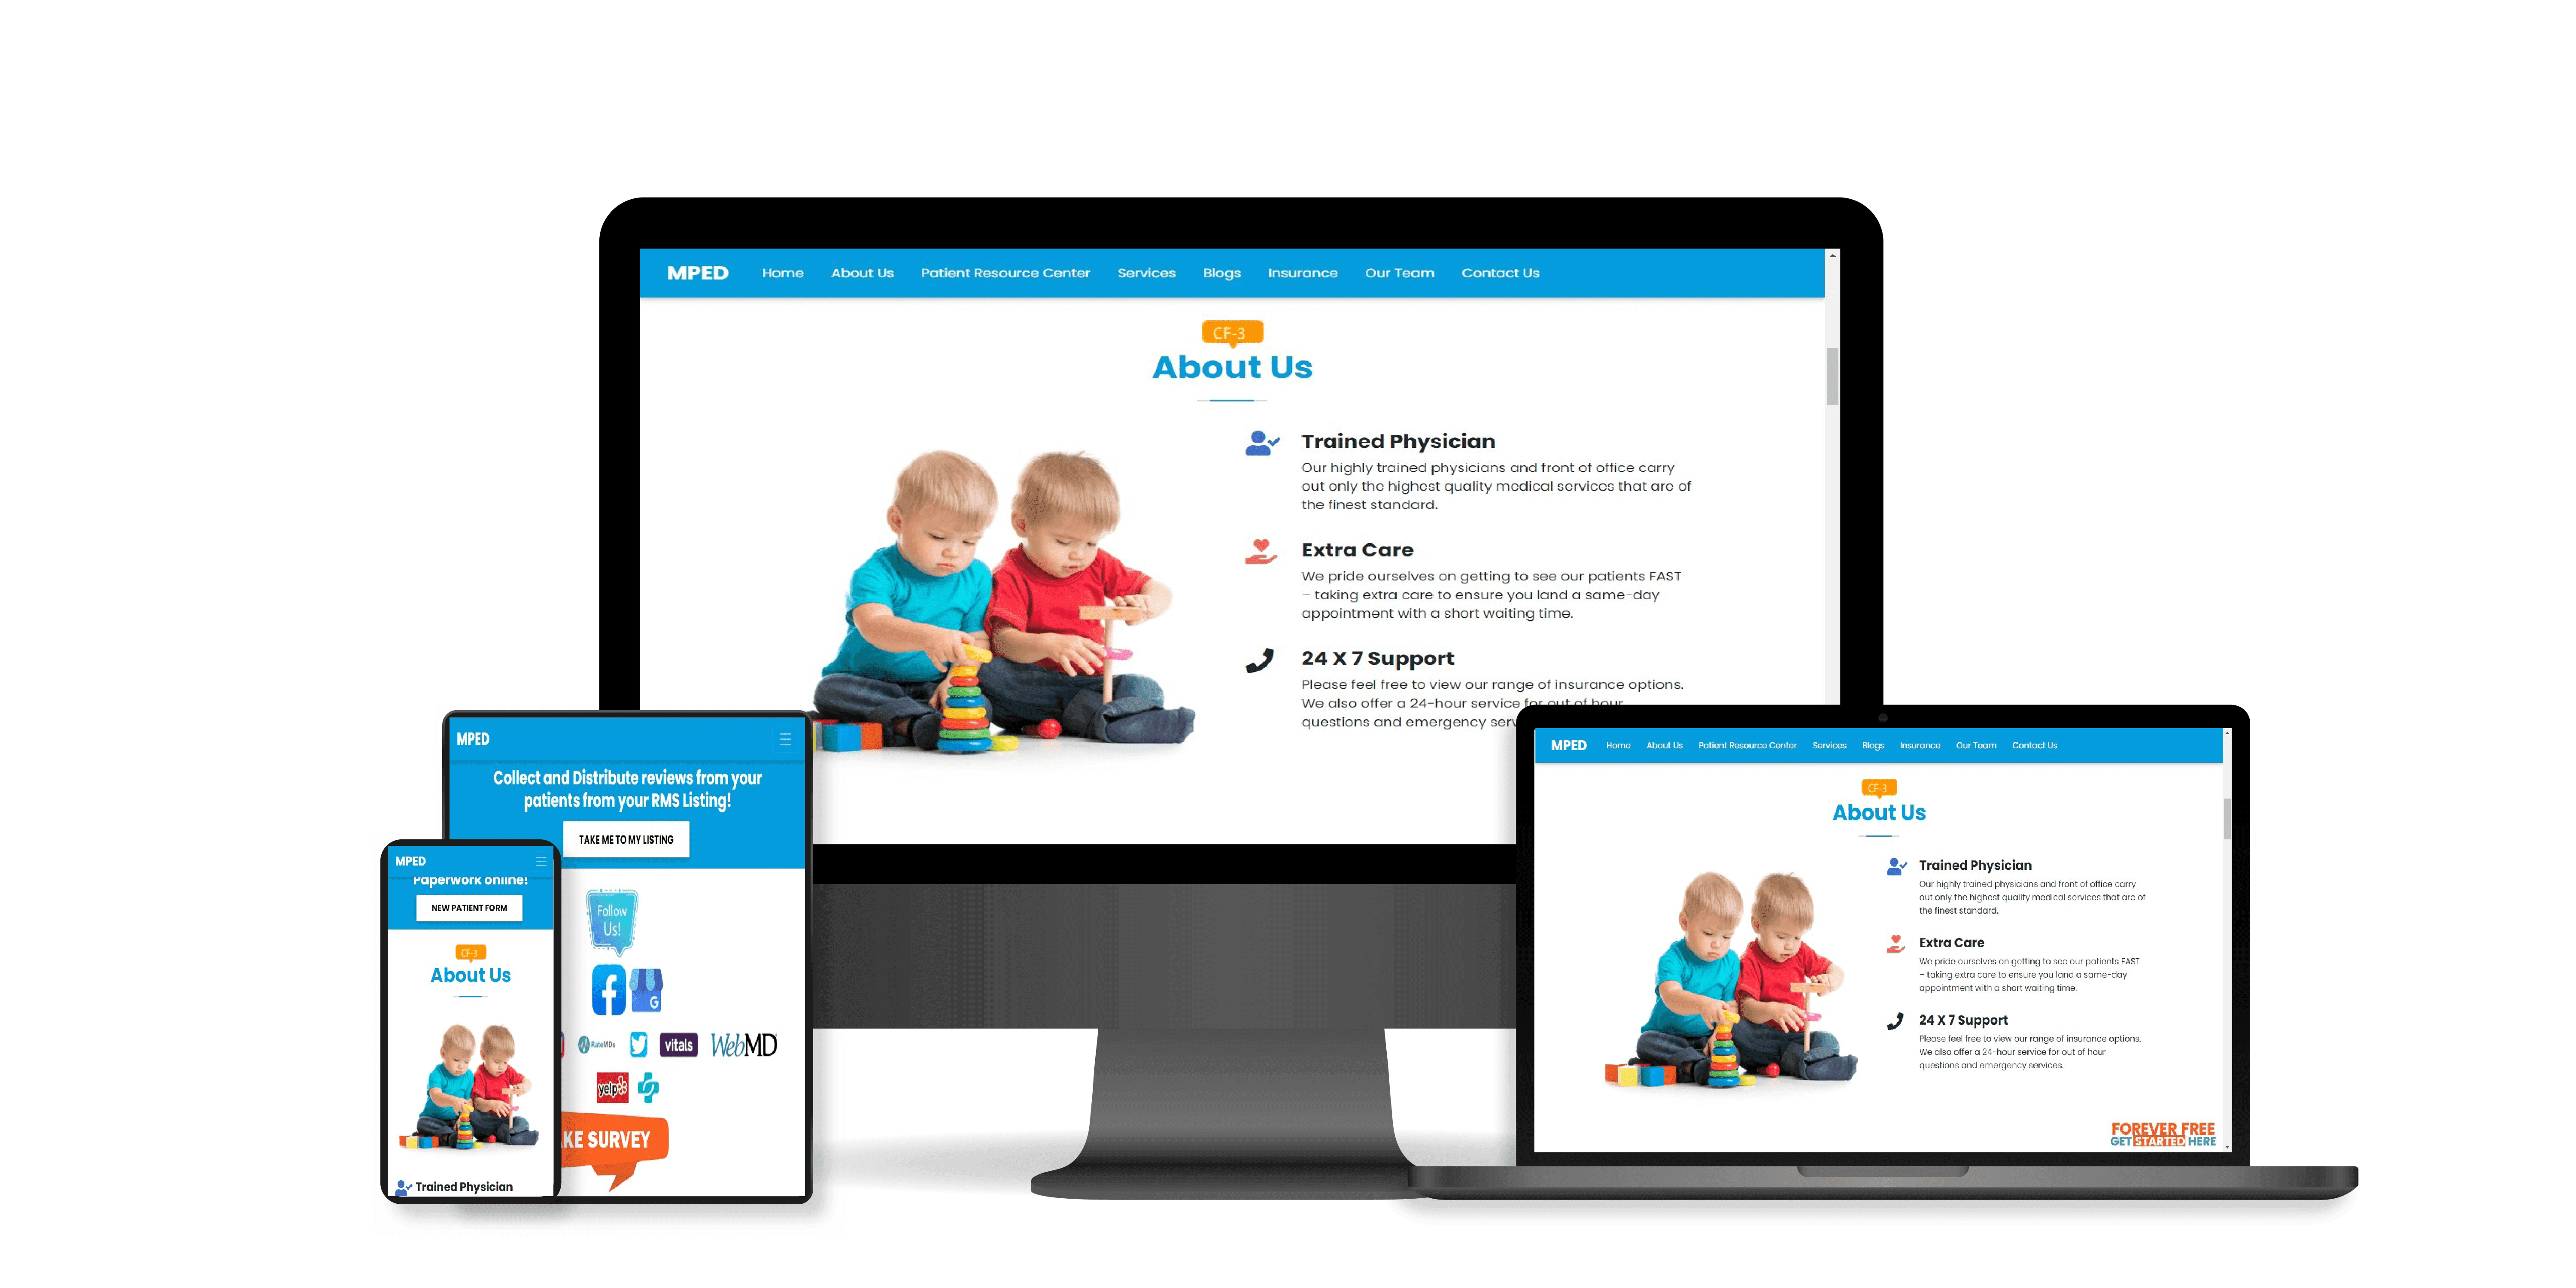 MPED Home About Us Patient Resource Center Services Blogs Insurance Our Team Contact Us
CF-3
About Us
Trained Physician
Our highly trained physicians and front of office carry
out only the highest quality medical services that are of
the finest standard.
Extra Care
We pride ourselves on getting to see our patients FAST
– taking extra care to ensure you land a same-day
appointment with a short waiting time.
24 X 7 Support
Please feel free to view our range of insurance options.
We also offer a 24-hour service for out of hour
questions and emergency serv
MPED
Collect and Distribute reviews from your
patients from your RMS Listing!
TAKE ME TO MY LISTING
Follow
Us!
G
RateMDs vitals WebMD
yelp
KE SURVEY
MPED
Paperwork online!
NEW PATIENT FORM
CF-3
About Us
Trained Physician
MPED Home About Us Patient Resource Center Services Blogs Insurance Our Team Contact Us
CF-3
About Us
Trained Physician
Our highly trained physicians and front of office carry
out only the highest quality medical services that are of
the finest standard.
Extra Care
We pride ourselves on getting to see our patients FAST
– taking extra care to ensure you land a same-day
appointment with a short waiting time.
24 X 7 Support
Please feel free to view our range of insurance options.
We also offer a 24-hour service for out of hour
questions and emergency services.
FOREVER FREE
GET STARTED HERE